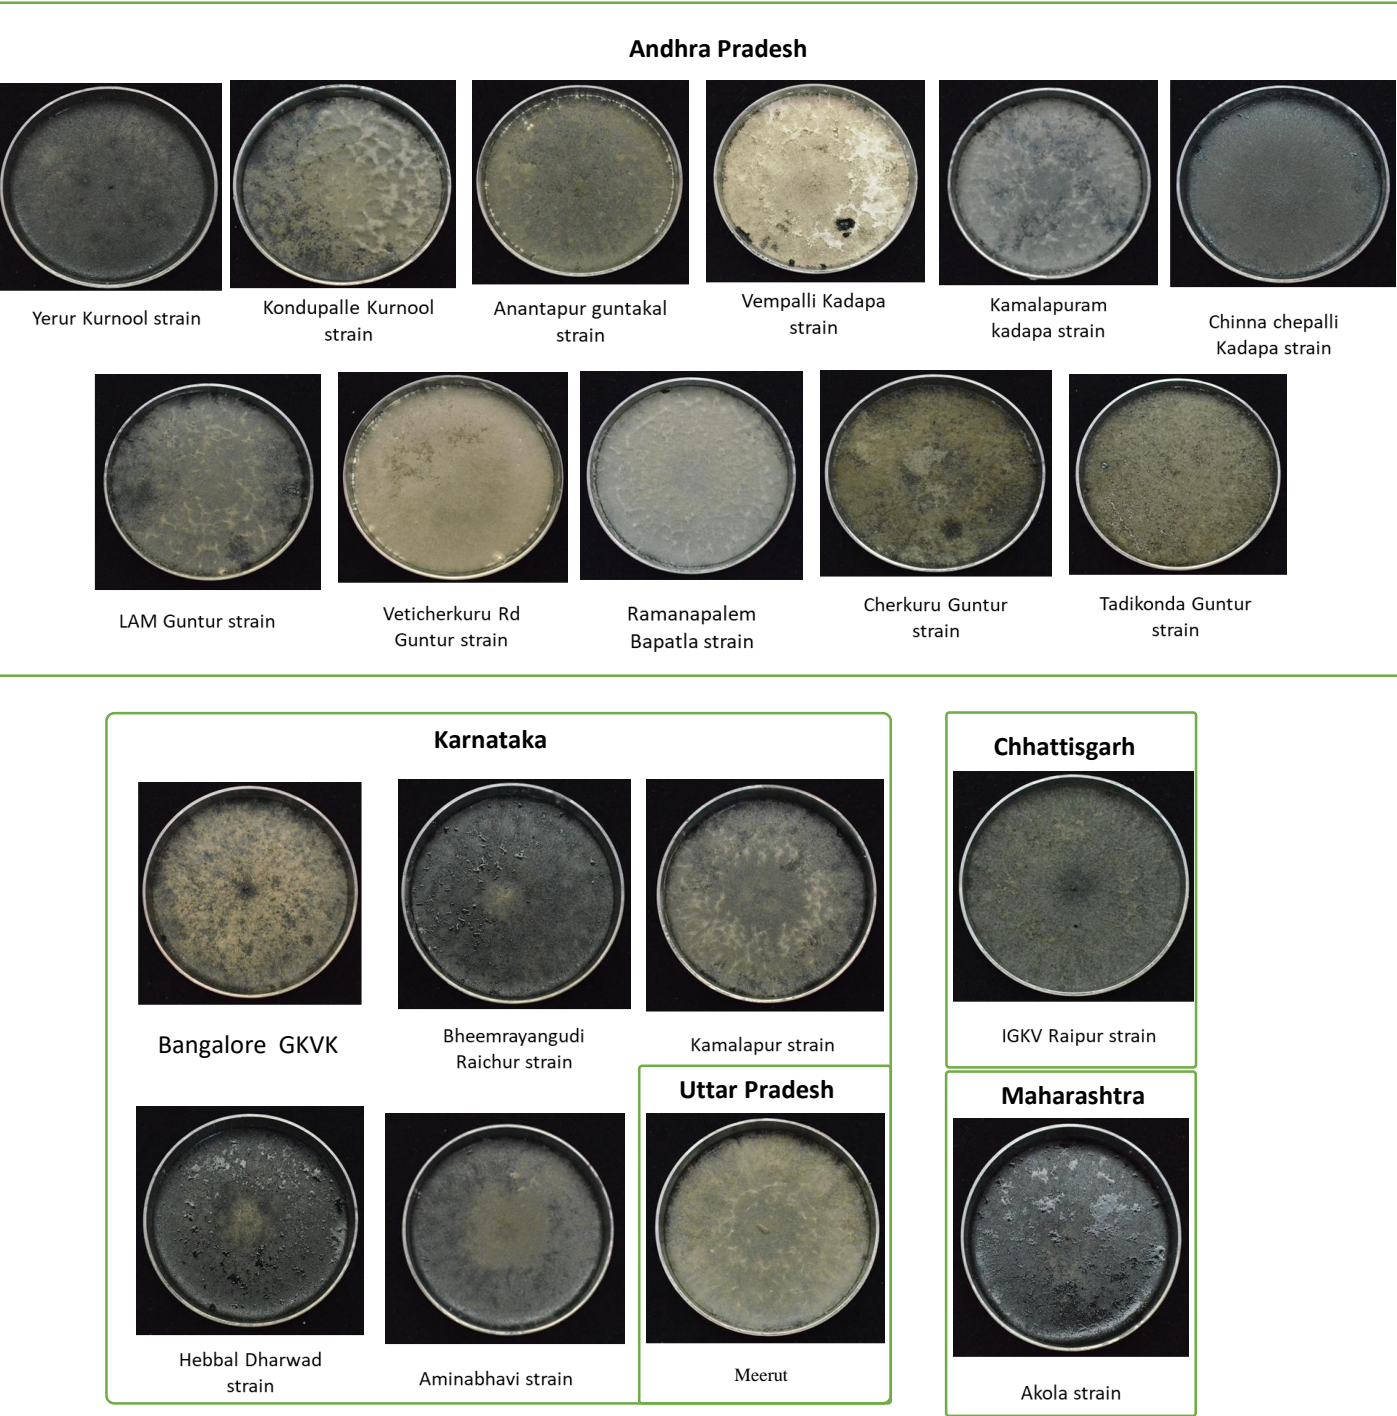 Andhra Pradesh
Yerur Kurnool strain
Kondupalle Kurnool
strain
Anantapur guntakal
strain
Vempalli Kadapa
strain
Kamalapuram
kadapa strain
Chinna chepalli
Kadapa strain
LAM Guntur strain
Veticherkuru Rd
Guntur strain
Ramanapalem
Bapatla strain
Cherkuru Guntur
strain
Tadikonda Guntur
strain
Karnataka
Bangalore GKVK
Bheemrayangudi
Raichur strain
Kamalapur strain
Hebbal Dharwad
strain
Aminabhavi strain
Uttar Pradesh
Meerut
Chhattisgarh
IGKV Raipur strain
Maharashtra
Akola strain